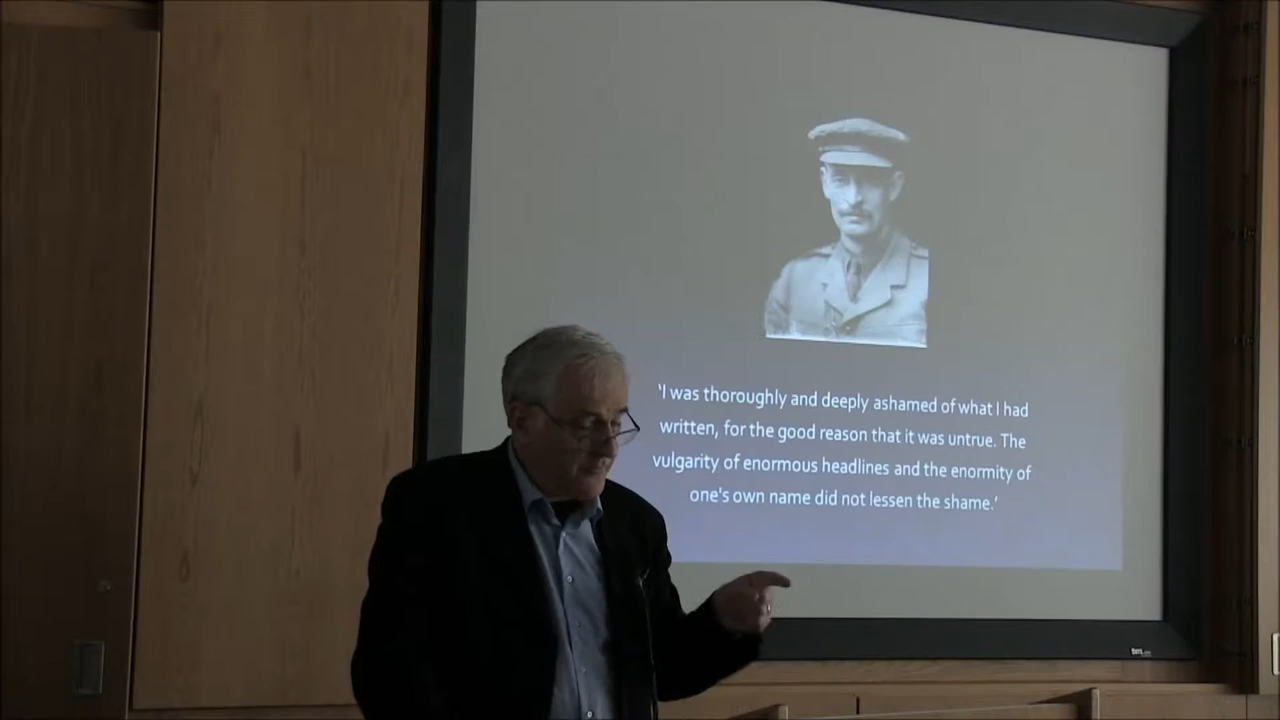 ‘I was thoroughly and deeply ashamed of what I had
written, for the good reason that it was untrue. The
vulgarity of enormous headlines and the enormity of
one's own name did not lessen the shame.’